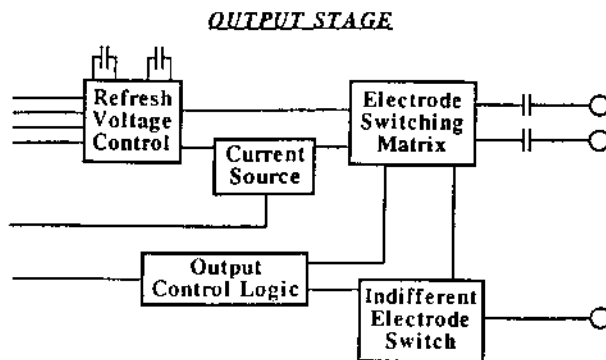 OUTPUT STAGE
Refresh
Voltage
Control
Electrode
Switching
Matrix
Current
Source
Output
Control Logic
Indifferent
Electrode
Switch